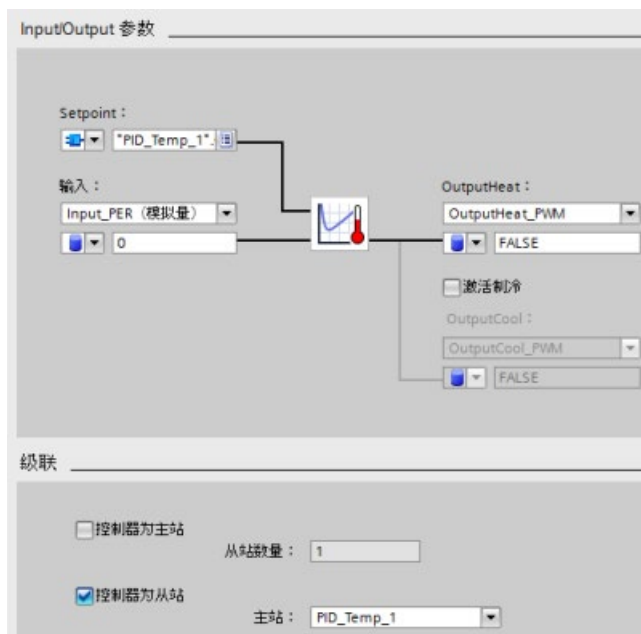 Input/Output 参数
Setpoint：
"PID_Temp_1".
输入：
Input_PER（模拟量）
0
OutputHeat：
OutputHeat_PWM
FALSE
激活制冷
OutputCool：
OutputCool_PWM
FALSE
级联
控制器为主站
从站数量：
1
控制器为从站
主站：
PID_Temp_1